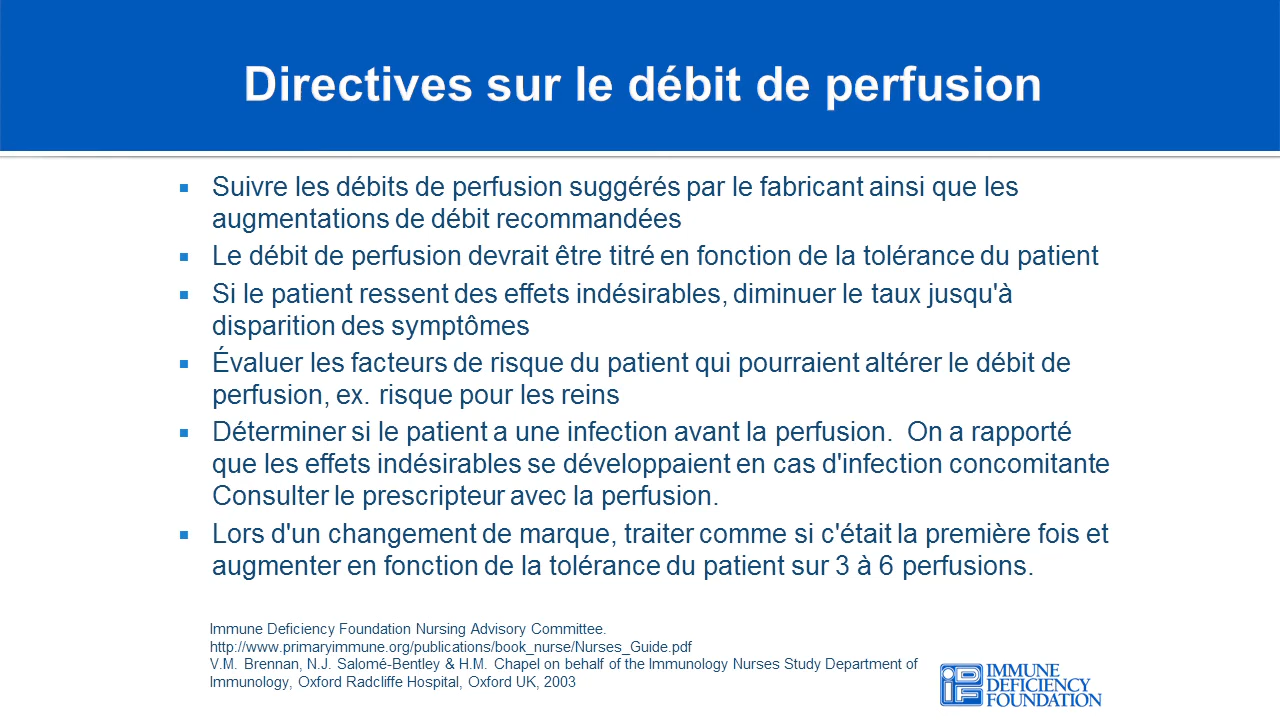 Directives sur le débit de perfusion
Suivre les débits de perfusion suggérés par le fabricant ainsi que les
augmentations de débit recommandées
Le débit de perfusion devrait être titré en fonction de la tolérance du patient
Si le patient ressent des effets indésirables, diminuer le taux jusqu'à
disparition des symptômes
Évaluer les facteurs de risque du patient qui pourraient altérer le débit de
perfusion, ex. risque pour les reins
Déterminer si le patient a une infection avant la perfusion.  On a rapporté
que les effets indésirables se développaient en cas d'infection concomitante
Consulter le prescripteur avec la perfusion.
Lors d'un changement de marque, traiter comme si c'était la première fois et
augmenter en fonction de la tolérance du patient sur 3 à 6 perfusions.
Immune Deficiency Foundation Nursing Advisory Committee.
http://www.primaryimmune.org/publications/book_nurse/Nurses_Guide.pdf
V.M. Brennan, N.J. Salomé-Bentley & H.M. Chapel on behalf of the Immunology Nurses Study Department of
Immunology, Oxford Radcliffe Hospital, Oxford UK, 2003
IDF
IMMUNE
DEFICIENCY
FOUNDATION